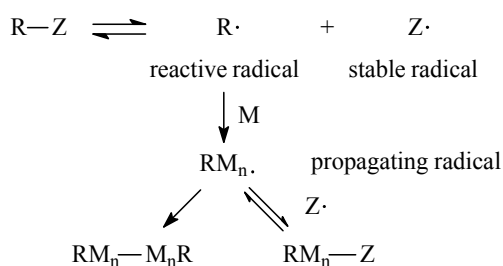 R—Z ⇌ R· + Z·
reactive radical stable radical
M
RMₙ. propagating radical
Z·
RMₙ—MₙR RMₙ—Z